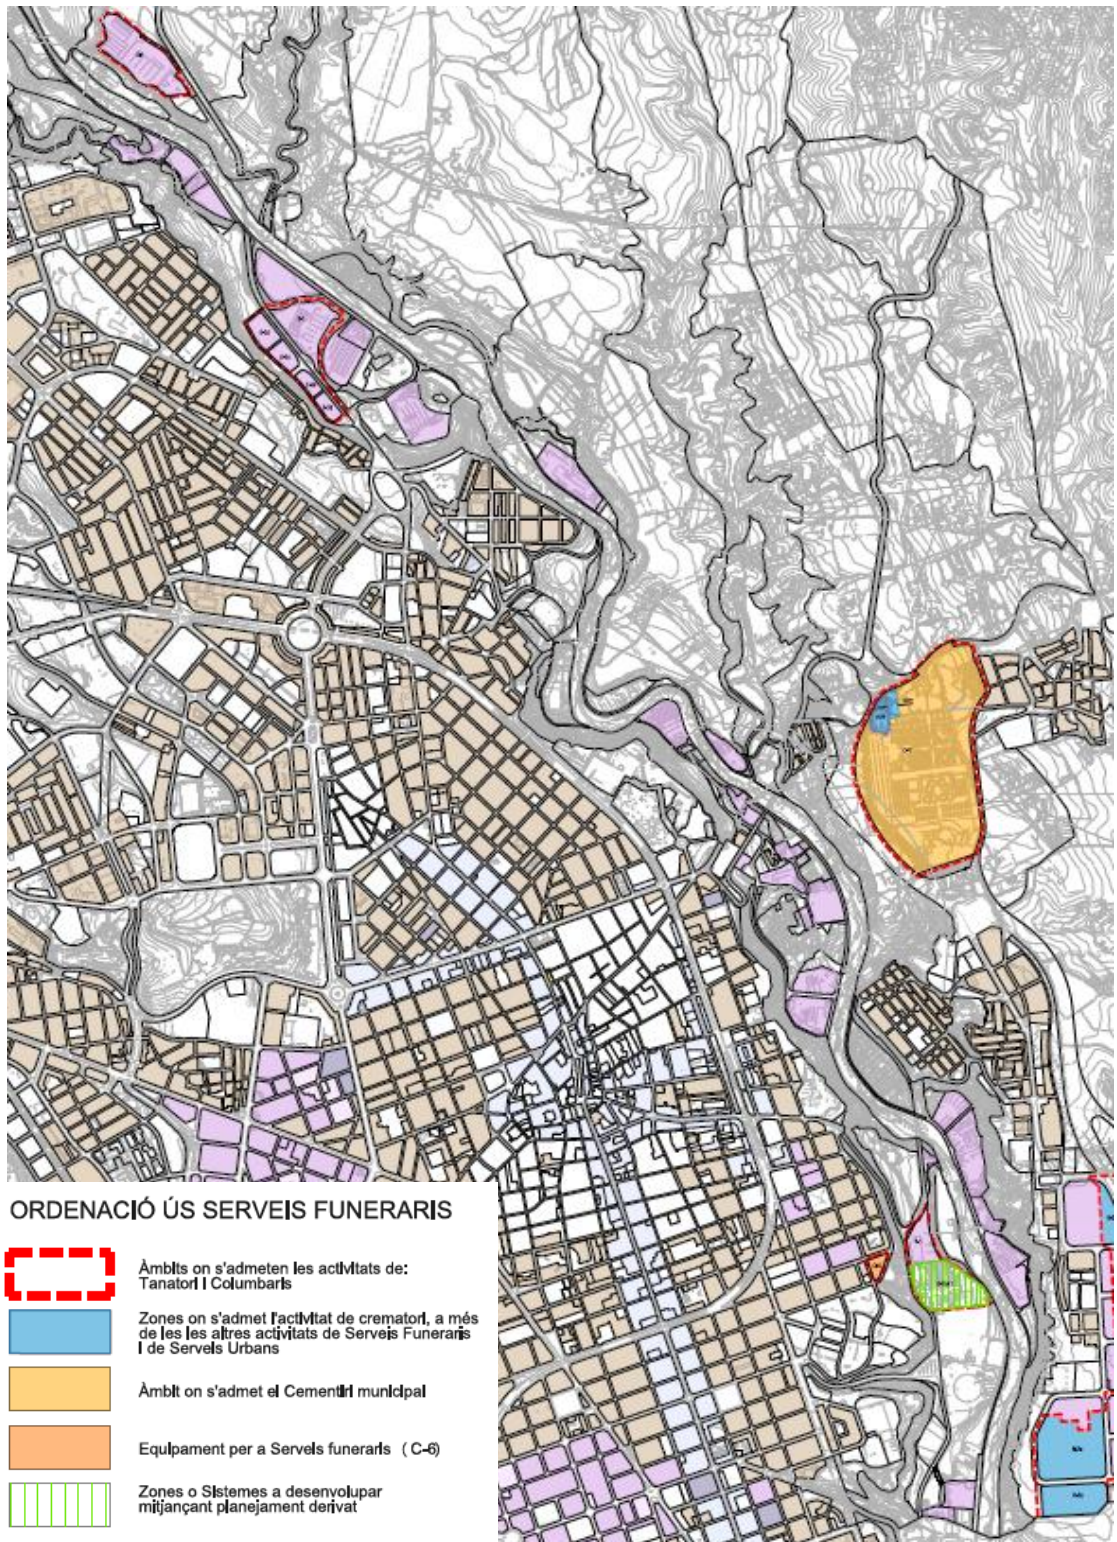 ORDENACIÓ ÚS SERVEIS FUNERARIS
Àmbits on s'admeten les activitats de:
Tanatori i Columbaris
Zones on s'admet l'activitat de crematori, a més
de les les altres activitats de Serveis Funeraris
i de Serveis Urbans
Àmbit on s'admet el Cementiri municipal
Equipament per a Serveis funeraris ( C-6)
Zones o Sistemes a desenvolupar
mitjançant planejament derivat